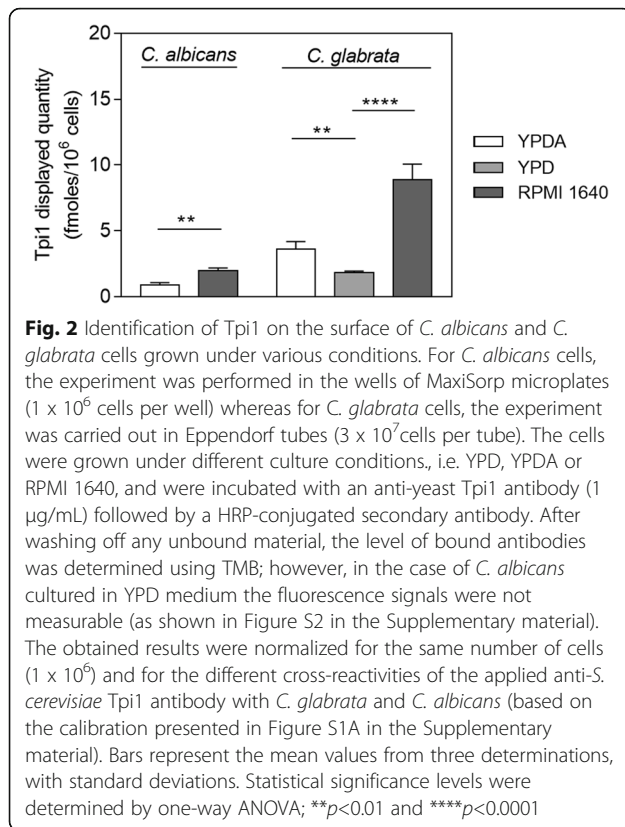 20
C. albicans
C. glabrata
15
****
10
**
5
**
0
Tpi1 displayed quantity
(fmoles/10⁶ cells)
YPDA
YPD
RPMI 1640
Fig. 2 Identification of Tpi1 on the surface of C. albicans and C.
glabrata cells grown under various conditions. For C. albicans cells,
the experiment was performed in the wells of MaxiSorp microplates
(1 x 10⁶ cells per well) whereas for C. glabrata cells, the experiment
was carried out in Eppendorf tubes (3 x 10⁷cells per tube). The cells
were grown under different culture conditions., i.e. YPD, YPDA or
RPMI 1640, and were incubated with an anti-yeast Tpi1 antibody (1
μg/mL) followed by a HRP-conjugated secondary antibody. After
washing off any unbound material, the level of bound antibodies
was determined using TMB; however, in the case of C. albicans
cultured in YPD medium the fluorescence signals were not
measurable (as shown in Figure S2 in the Supplementary material).
The obtained results were normalized for the same number of cells
(1 x 10⁶) and for the different cross-reactivities of the applied anti-S.
cerevisiae Tpi1 antibody with C. glabrata and C. albicans (based on
the calibration presented in Figure S1A in the Supplementary
material). Bars represent the mean values from three determinations,
with standard deviations. Statistical significance levels were
determined by one-way ANOVA; **p<0.01 and ****p<0.0001